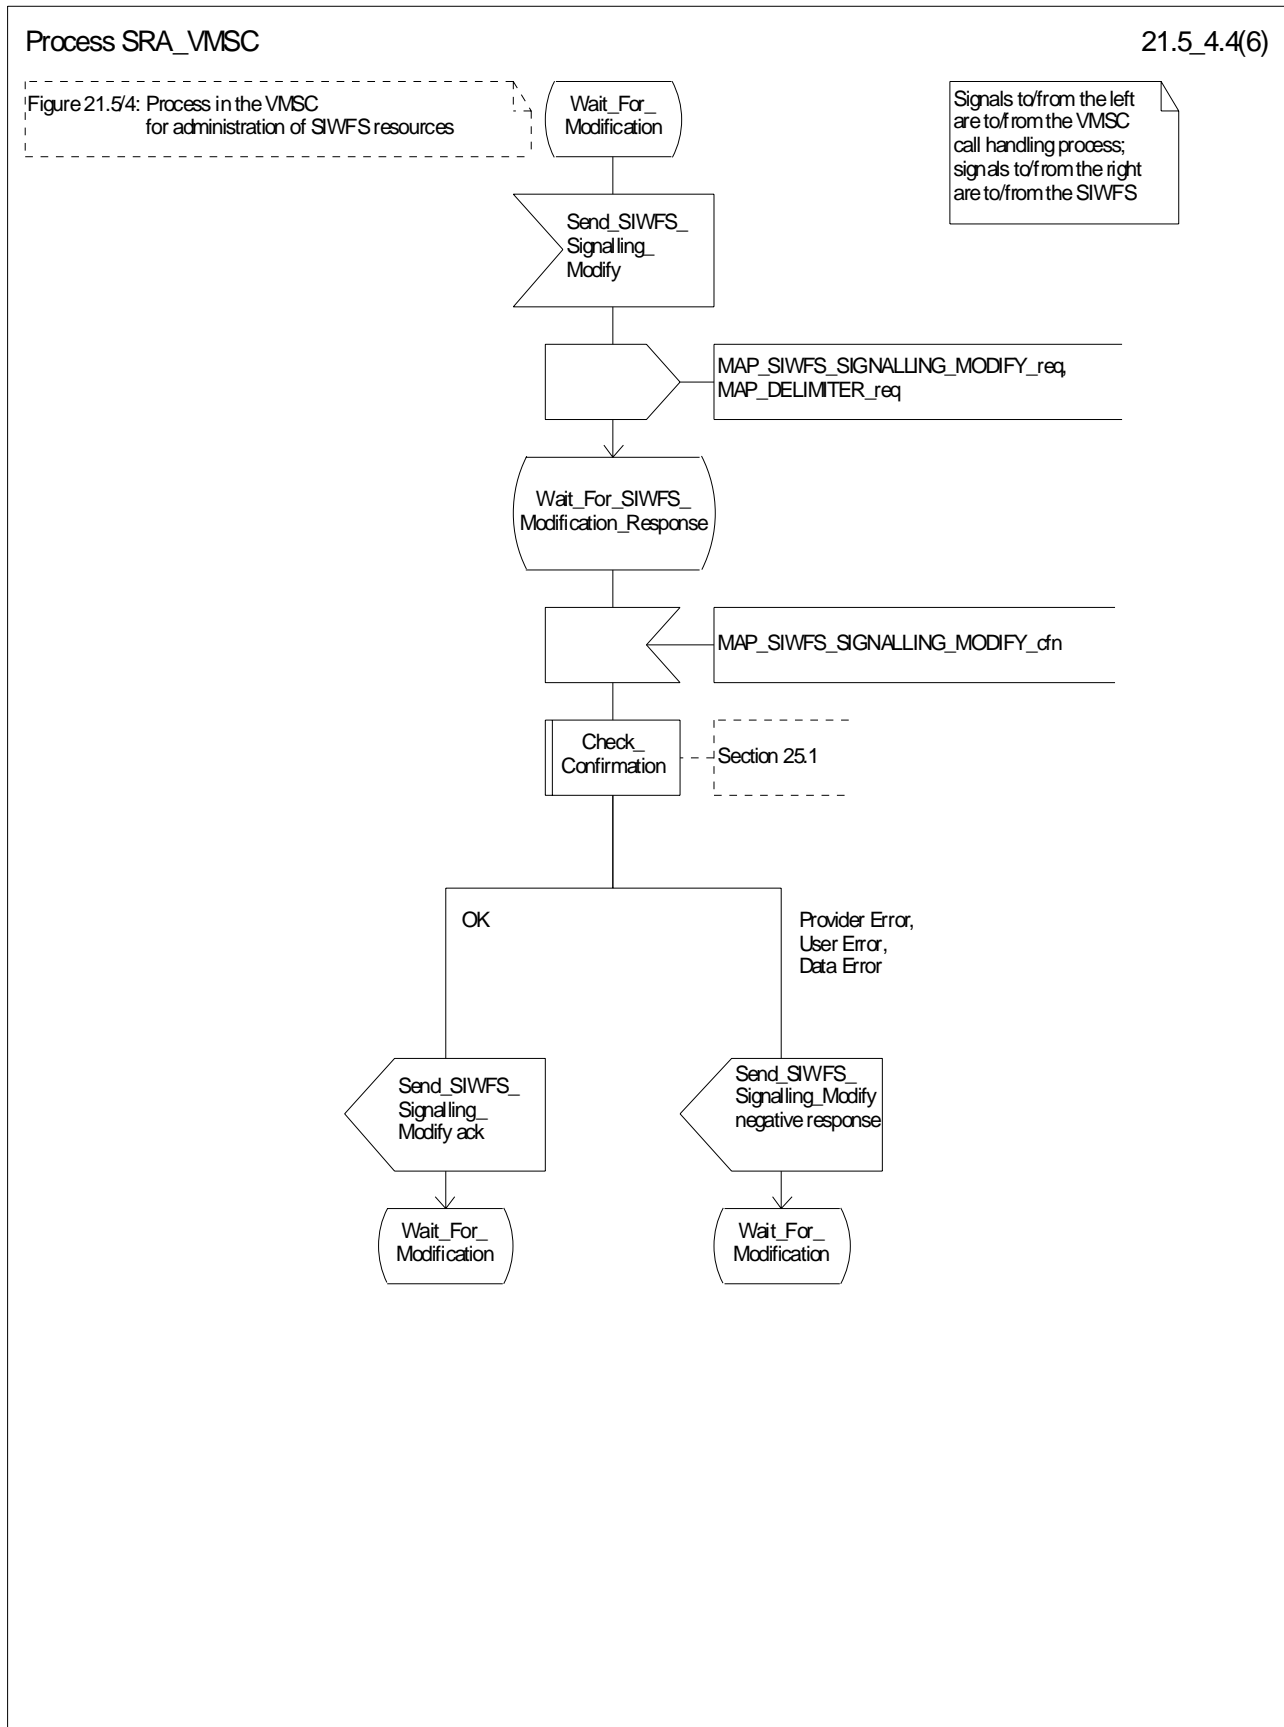 Process SRA_VMSC
21.5_4.4(6)
Figure 21.5/4: Process in the VMSC
for administration of SIWFS resources
Wait_For_
Modification
Signals to/from the left
are to/from the VMSC
call handling process;
signals to/from the right
are to/from the SIWFS
Send_SIWFS_
Signalling_
Modify
MAP_SIWFS_SIGNALLING_MODIFY_req,
MAP_DELIMITER_req
Wait_For_SIWFS_
Modification_Response
MAP_SIWFS_SIGNALLING_MODIFY_cfn
Check_
Confirmation
Section 25.1
OK
Provider Error,
User Error,
Data Error
Send_SIWFS_
Signalling_
Modify ack
Send_SIWFS_
Signalling_Modify
negative response
Wait_For_
Modification
Wait_For_
Modification